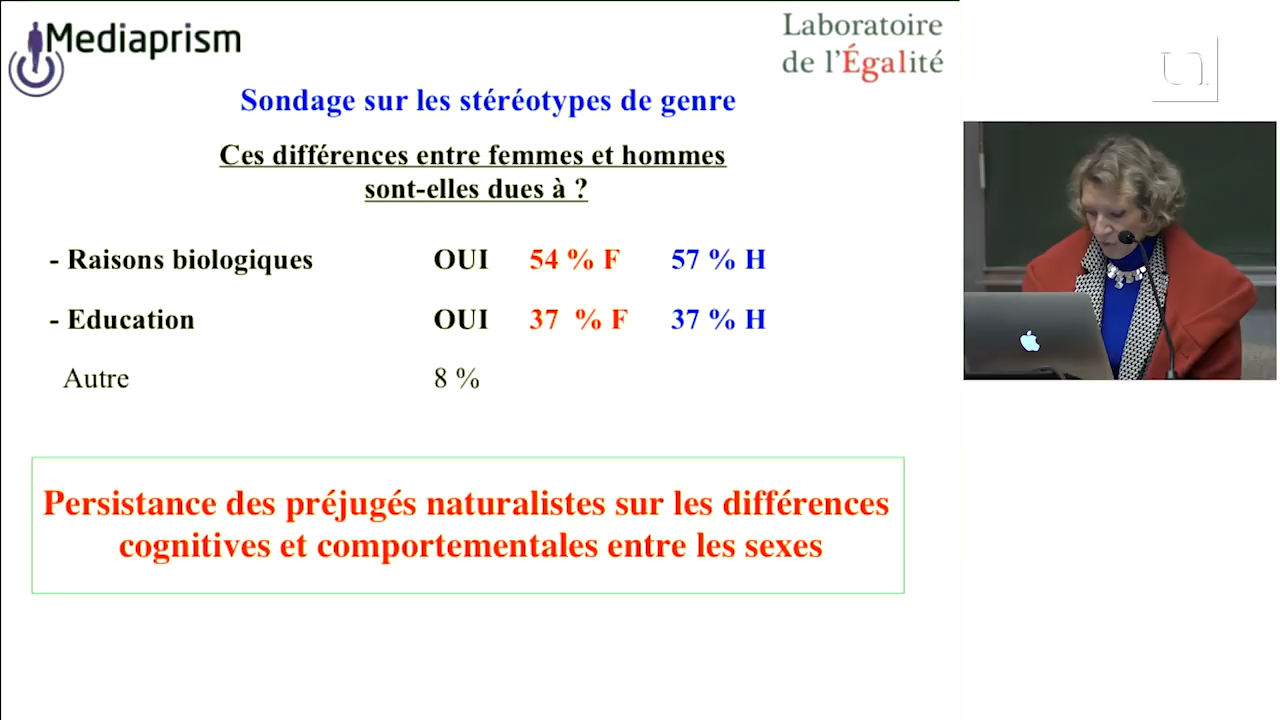 Mediaprism
Laboratoire
de l'Égalité
Sondage sur les stéréotypes de genre
Ces différences entre femmes et hommes
sont-elles dues à ?
- Raisons biologiques OUI 54 % F 57 % H
- Education OUI 37 % F 37 % H
Autre 8 %
Persistance des préjugés naturalistes sur les différences
cognitives et comportementales entre les sexes